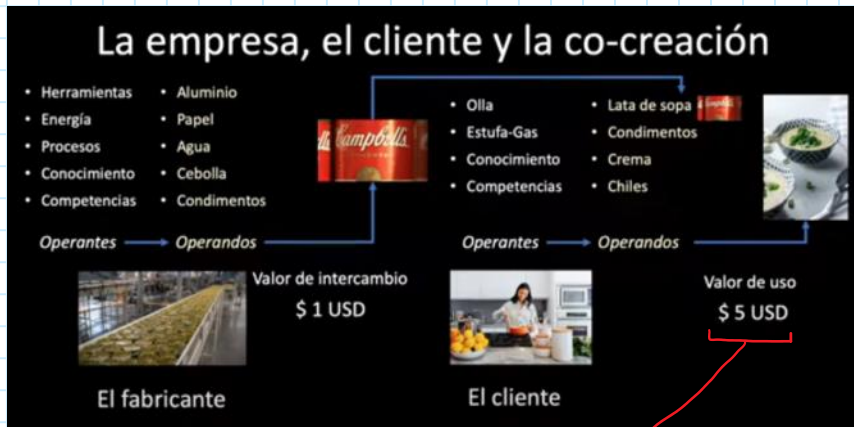 La empresa, el cliente y la co-creación
• Herramientas
• Energía
• Procesos
• Conocimiento
• Competencias
• Aluminio
• Papel
• Agua
• Cebolla
• Condimentos
Operantes
Operandos
Campbell's
Valor de intercambio
$ 1 USD
El fabricante
• Olla
• Estufa-Gas
• Conocimiento
• Competencias
• Lata de sopa
• Condimentos
• Crema
• Chiles
Operantes
Operandos
Valor de uso
$ 5 USD
El cliente